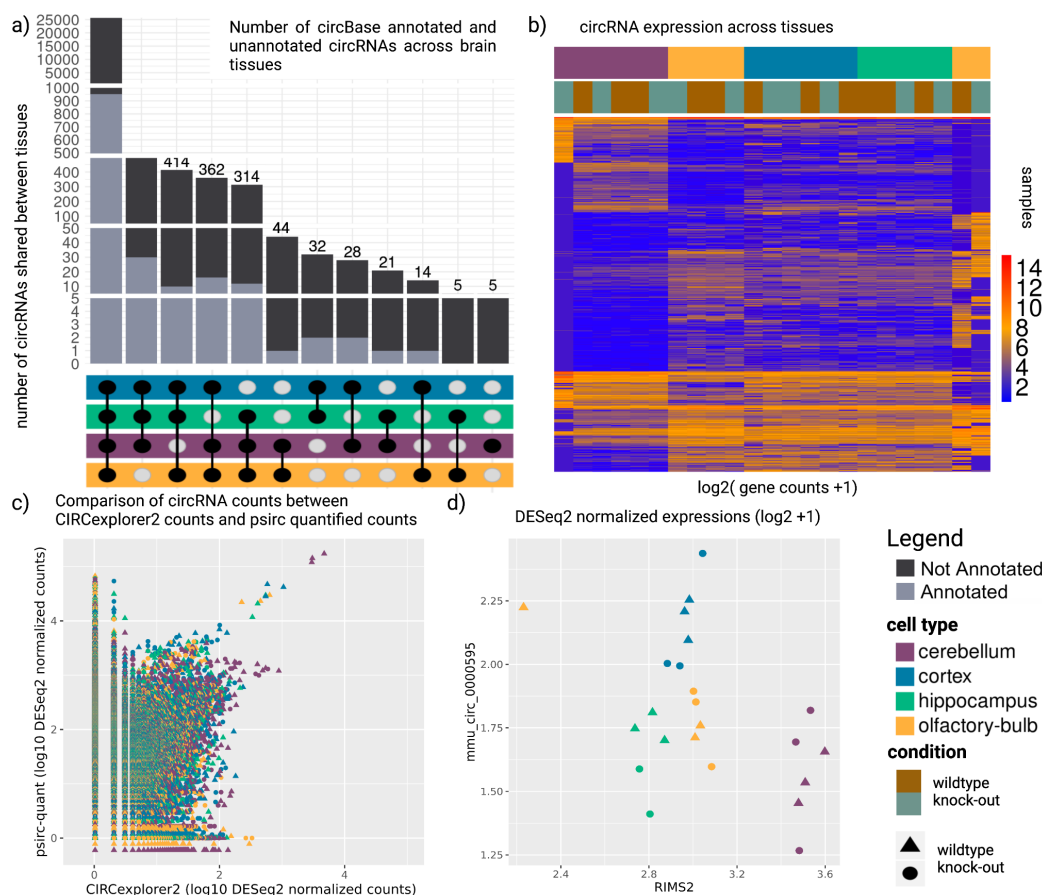 a)
Number of circBase annotated and
unannotated circRNAs across brain
tissues
number of circRNAs shared between tissues
25000
20000
15000
10000
5000
1000
900
800
700
600
500
400
300
200
100
50
40
30
20
10
5
4
3
2
1
0
414
362
314
44
32
28
21
14
5
5
b)
circRNA expression across tissues
samples
14
12
10
8
6
4
2
log2( gene counts +1)
c)
Comparison of circRNA counts between
CIRCexplorer2 counts and psirc quantified counts
psirc-quant (log10 DESeq2 normalized counts)
4
2
0
0
2
4
CIRCexplorer2 (log10 DESeq2 normalized counts)
d)
DESeq2 normalized expressions (log2 +1)
mmu_circ_0000595
2.25
2.00
1.75
1.50
1.25
2.4
2.8
3.2
3.6
RIMS2
Legend
Not Annotated
Annotated
cell type
cerebellum
cortex
hippocampus
olfactory-bulb
condition
wildtype
knock-out
wildtype
knock-out